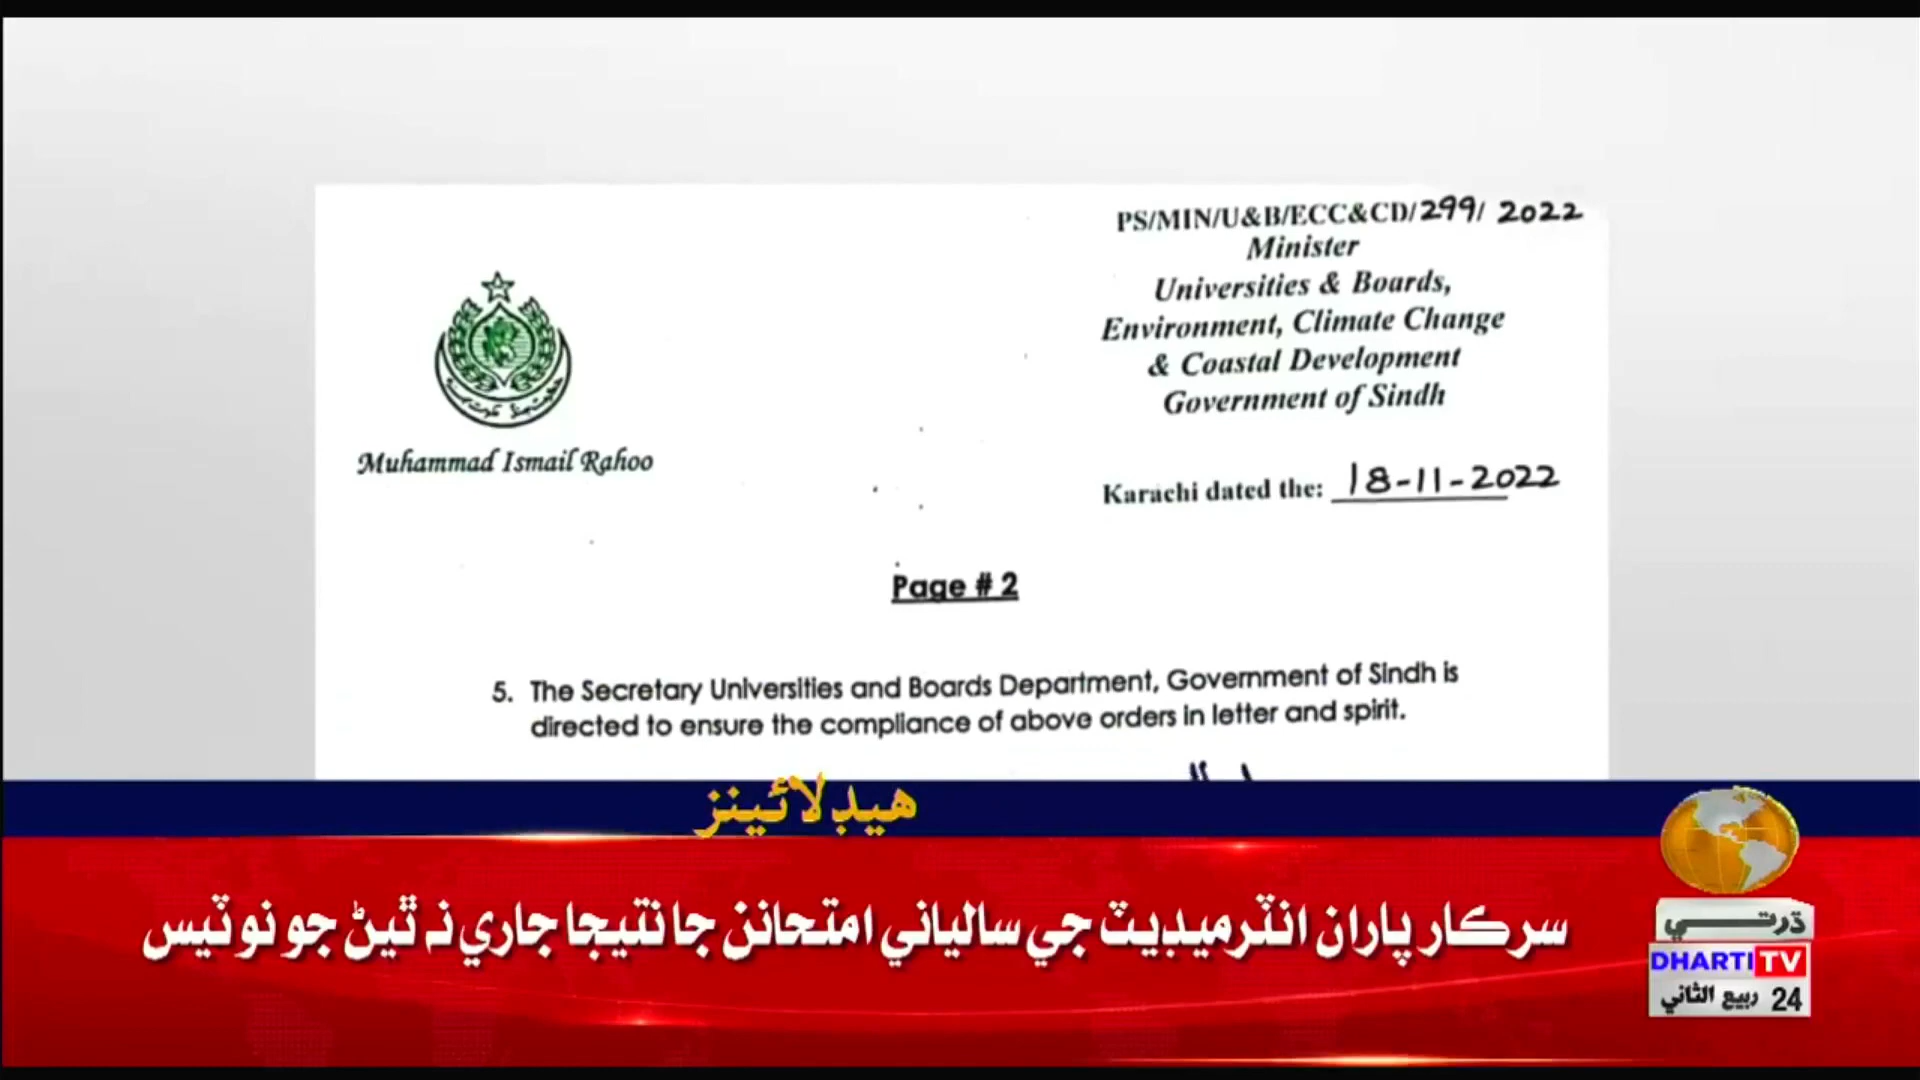 PS/MIN/U&B/ECC&CD/299/ 2022
Minister
Universities & Boards,
Environment, Climate Change
& Coastal Development
Government of Sindh
Muhammad Ismail Rahoo
Karachi dated the: 18-11-2022
Page # 2
5. The Secretary Universities and Boards Department, Government of Sindh is
directed to ensure the compliance of above orders in letter and spirit.
هيڊلائينز
سرڪار پاران انٽرميڊيٽ جي سالياني امتحانن جا نتيجا جاري نہ ٿيڻ جو نوٽيس
ڌرتي
DHARTI TV
24 ربيع الثاني